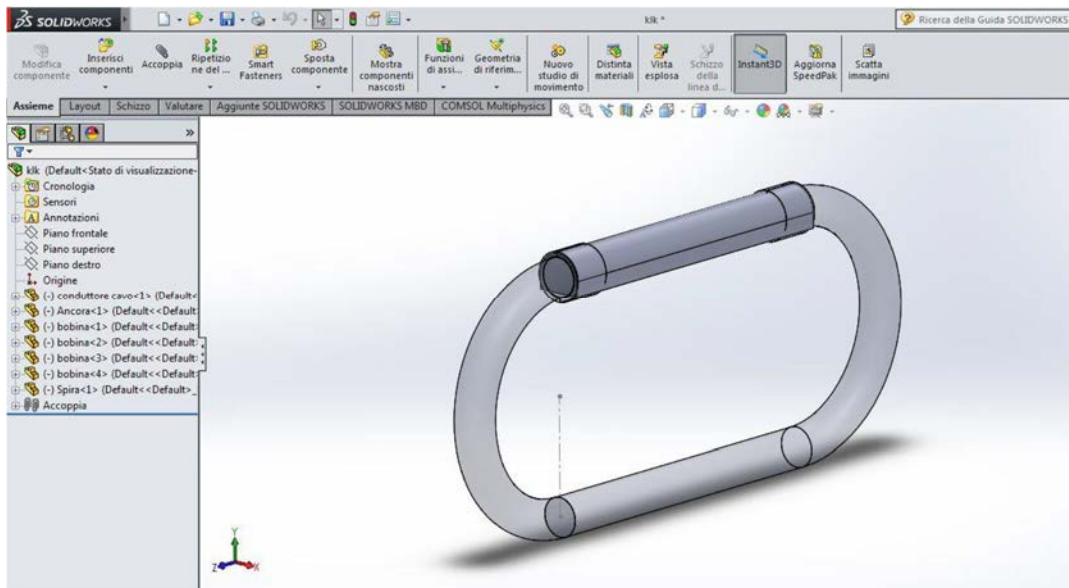 SOLIDWORKS
klk *
Ricerca della Guida SOLIDWORKS
Modifica componente
Inserisci componenti
Accoppia
Ripetizio ne del ...
Smart Fasteners
Sposta componente
Mostra componenti nascosti
Funzioni di assi...
Geometria di riferim...
Nuovo studio di movimento
Distinta materiali
Vista esplosa
Schizzo della linea d...
Instant3D
Aggiorna SpeedPak
Scatta immagini
Assieme Layout Schizzo Valutare Aggiunte SOLIDWORKS SOLIDWORKS MBD COMSOL Multiphysics
klk (Default<Stato di visualizzazione-
Cronologia
Sensori
Annotazioni
Piano frontale
Piano superiore
Piano destro
Origine
(-) conduttore cavo<1> (Default<
(-) Ancora<1> (Default<<Default
(-) bobina<1> (Default<<Default
(-) bobina<2> (Default<<Default
(-) bobina<3> (Default<<Default
(-) bobina<4> (Default<<Default
(-) Spira<1> (Default<<Default>_
Accoppia
Y
Z X